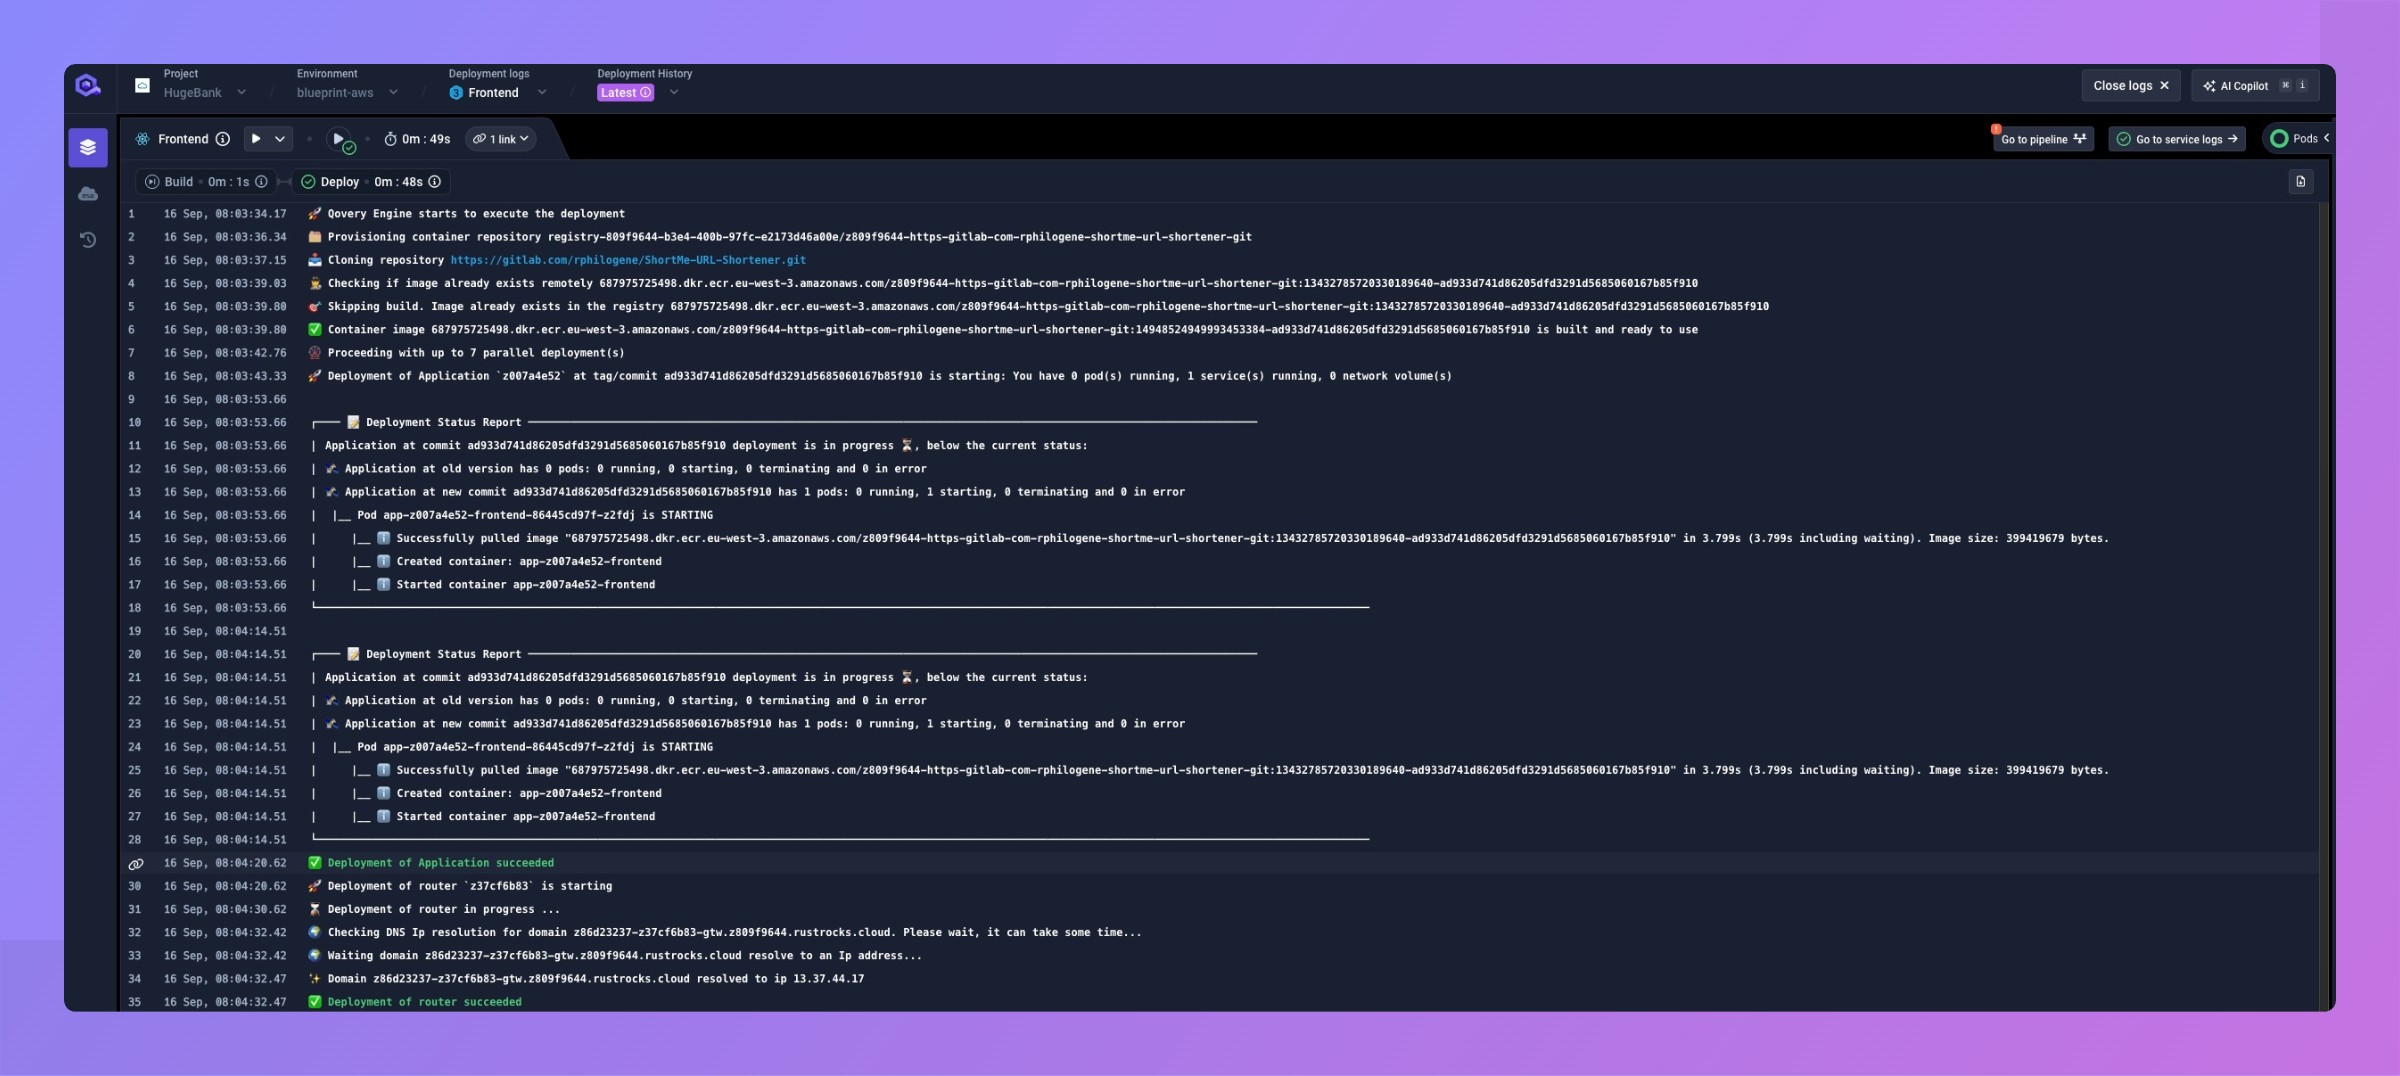 Project
HugeBank
Environment
blueprint-aws
Deployment logs
3 Frontend
Deployment History
Latest
Close logs
AI Copilot ⌘ i
Frontend
0m : 49s
1 link
Go to pipeline
Go to service logs
Pods
Build 0m : 1s
Deploy 0m : 48s
1 16 Sep, 08:03:34.17 🚀 Qovery Engine starts to execute the deployment
2 16 Sep, 08:03:36.34 🗂️ Provisioning container repository registry-809f9644-b3e4-400b-97fc-e2173d46a00e/z809f9644-https-gitlab-com-rphilogene-shortme-url-shortener-git
3 16 Sep, 08:03:37.15 📥 Cloning repository https://gitlab.com/rphilogene/ShortMe-URL-Shortener.git
4 16 Sep, 08:03:39.03 🕵️ Checking if image already exists remotely 687975725498.dkr.ecr.eu-west-3.amazonaws.com/z809f9644-https-gitlab-com-rphilogene-shortme-url-shortener-git:13432785720330189640-ad933d741d86205dfd3291d5685060167b85f910
5 16 Sep, 08:03:39.80 🎯 Skipping build. Image already exists in the registry 687975725498.dkr.ecr.eu-west-3.amazonaws.com/z809f9644-https-gitlab-com-rphilogene-shortme-url-shortener-git:13432785720330189640-ad933d741d86205dfd3291d5685060167b85f910
6 16 Sep, 08:03:39.80 ✅ Container image 687975725498.dkr.ecr.eu-west-3.amazonaws.com/z809f9644-https-gitlab-com-rphilogene-shortme-url-shortener-git:14948524949993453384-ad933d741d86205dfd3291d5685060167b85f910 is built and ready to use
7 16 Sep, 08:03:42.76 🎡 Proceeding with up to 7 parallel deployment(s)
8 16 Sep, 08:03:43.33 🚀 Deployment of Application `z007a4e52` at tag/commit ad933d741d86205dfd3291d5685060167b85f910 is starting: You have 0 pod(s) running, 1 service(s) running, 0 network volume(s)
9 16 Sep, 08:03:53.66
10 16 Sep, 08:03:53.66 ┌── 📝 Deployment Status Report ──
11 16 Sep, 08:03:53.66 | Application at commit ad933d741d86205dfd3291d5685060167b85f910 deployment is in progress ⏳, below the current status:
12 16 Sep, 08:03:53.66 | 🛰 Application at old version has 0 pods: 0 running, 0 starting, 0 terminating and 0 in error
13 16 Sep, 08:03:53.66 | 🛰 Application at new commit ad933d741d86205dfd3291d5685060167b85f910 has 1 pods: 0 running, 1 starting, 0 terminating and 0 in error
14 16 Sep, 08:03:53.66 | |__ Pod app-z007a4e52-frontend-86445cd97f-z2fdj is STARTING
15 16 Sep, 08:03:53.66 | |__ ℹ️ Successfully pulled image "687975725498.dkr.ecr.eu-west-3.amazonaws.com/z809f9644-https-gitlab-com-rphilogene-shortme-url-shortener-git:13432785720330189640-ad933d741d86205dfd3291d5685060167b85f910" in 3.799s (3.799s including waiting). Image size: 399419679 bytes.
16 16 Sep, 08:03:53.66 | |__ ℹ️ Created container: app-z007a4e52-frontend
17 16 Sep, 08:03:53.66 | |__ ℹ️ Started container app-z007a4e52-frontend
18 16 Sep, 08:03:53.66
19 16 Sep, 08:04:14.51
20 16 Sep, 08:04:14.51 ┌── 📝 Deployment Status Report ──
21 16 Sep, 08:04:14.51 | Application at commit ad933d741d86205dfd3291d5685060167b85f910 deployment is in progress ⏳, below the current status:
22 16 Sep, 08:04:14.51 | 🛰 Application at old version has 0 pods: 0 running, 0 starting, 0 terminating and 0 in error
23 16 Sep, 08:04:14.51 | 🛰 Application at new commit ad933d741d86205dfd3291d5685060167b85f910 has 1 pods: 0 running, 1 starting, 0 terminating and 0 in error
24 16 Sep, 08:04:14.51 | |__ Pod app-z007a4e52-frontend-86445cd97f-z2fdj is STARTING
25 16 Sep, 08:04:14.51 | |__ ℹ️ Successfully pulled image "687975725498.dkr.ecr.eu-west-3.amazonaws.com/z809f9644-https-gitlab-com-rphilogene-shortme-url-shortener-git:13432785720330189640-ad933d741d86205dfd3291d5685060167b85f910" in 3.799s (3.799s including waiting). Image size: 399419679 bytes.
26 16 Sep, 08:04:14.51 | |__ ℹ️ Created container: app-z007a4e52-frontend
27 16 Sep, 08:04:14.51 | |__ ℹ️ Started container app-z007a4e52-frontend
28 16 Sep, 08:04:14.51
16 Sep, 08:04:20.62 ✅ Deployment of Application succeeded
30 16 Sep, 08:04:20.62 🚀 Deployment of router `z37cf6b83` is starting
31 16 Sep, 08:04:30.62 ⏳ Deployment of router in progress ...
32 16 Sep, 08:04:32.42 🌍 Checking DNS Ip resolution for domain z86d23237-z37cf6b83-gtw.z809f9644.rustrocks.cloud. Please wait, it can take some time...
33 16 Sep, 08:04:32.42 🌍 Waiting domain z86d23237-z37cf6b83-gtw.z809f9644.rustrocks.cloud resolve to an Ip address...
34 16 Sep, 08:04:32.47 ✨ Domain z86d23237-z37cf6b83-gtw.z809f9644.rustrocks.cloud resolved to ip 13.37.44.17
35 16 Sep, 08:04:32.47 ✅ Deployment of router succeeded